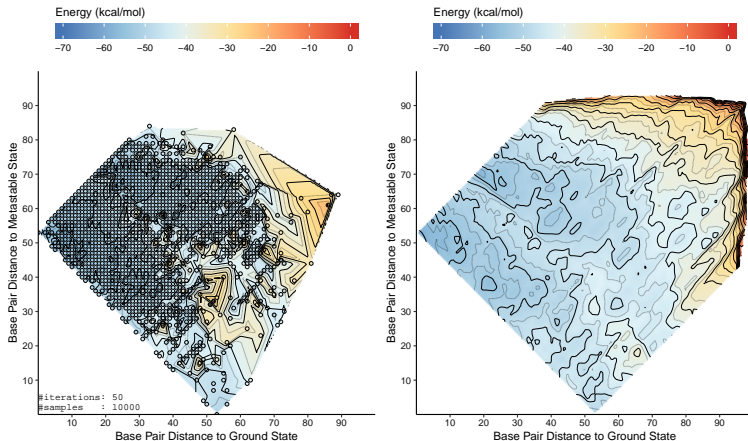 Energy (kcal/mol)
−70 −60 −50 −40 −30 −20 −10 0
Base Pair Distance to Metastable State
90
80
70
60
50
40
30
20
10
#iterations: 50
#samples : 10000
10 20 30 40 50 60 70 80 90
Base Pair Distance to Ground State
Energy (kcal/mol)
−70 −60 −50 −40 −30 −20 −10 0
Base Pair Distance to Metastable State
90
80
70
60
50
40
30
20
10
10 20 30 40 50 60 70 80 90
Base Pair Distance to Ground State